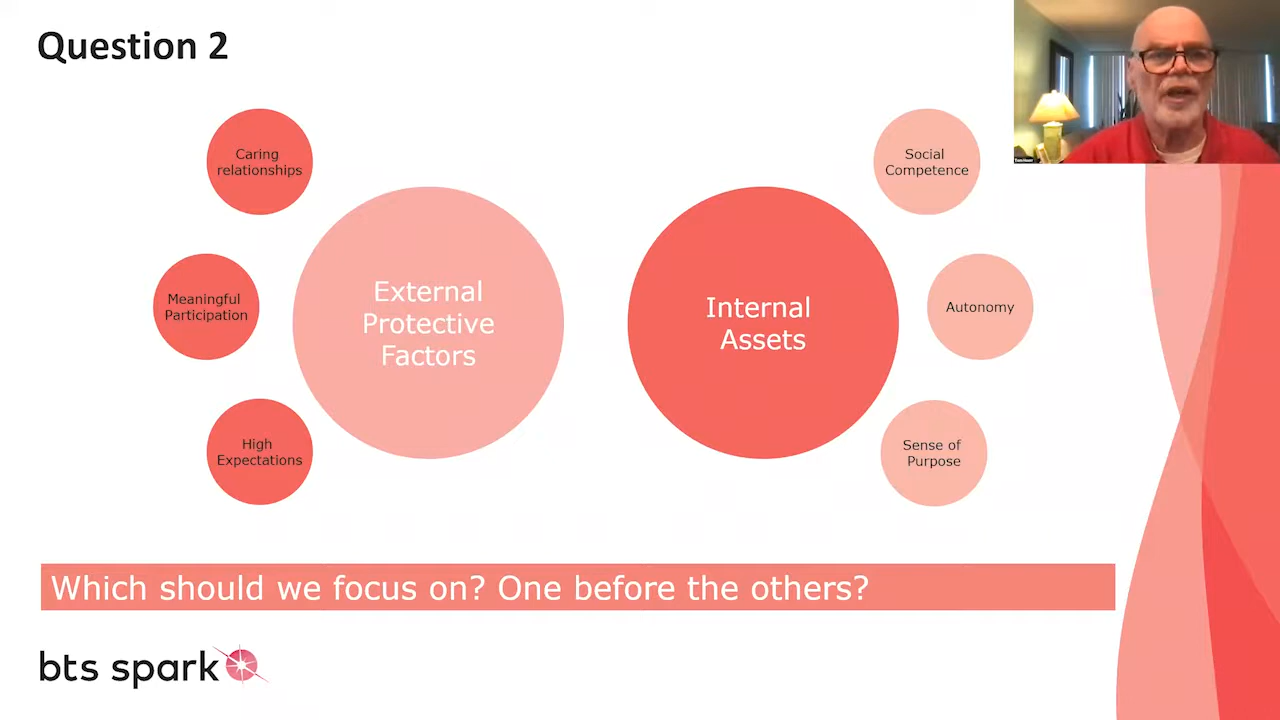 Question 2
Caring
relationships
Meaningful
Participation
High
Expectations
External
Protective
Factors
Internal
Assets
Social
Competence
Autonomy
Sense of
Purpose
Which should we focus on? One before the others?
bts spark